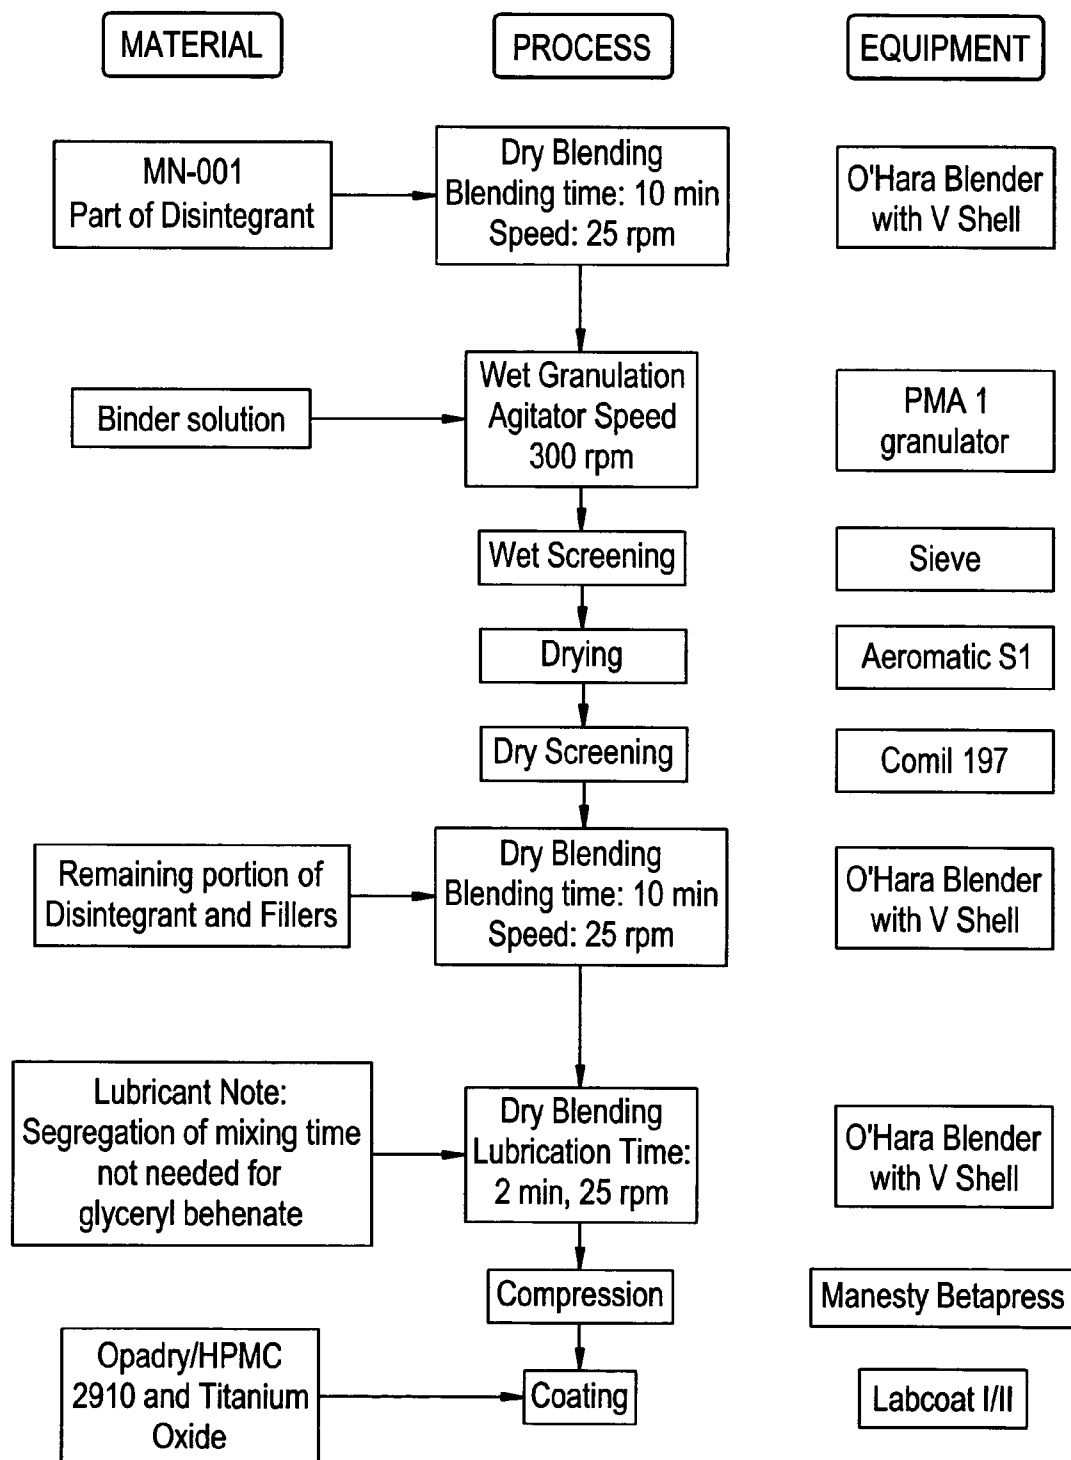 MATERIAL
PROCESS
EQUIPMENT
MN-001
Part of Disintegrant
Dry Blending
Blending time: 10 min
Speed: 25 rpm
O'Hara Blender
with V Shell
Binder solution
Wet Granulation
Agitator Speed
300 rpm
PMA 1
granulator
Wet Screening
Sieve
Drying
Aeromatic S1
Dry Screening
Comil 197
Remaining portion of
Disintegrant and Fillers
Dry Blending
Blending time: 10 min
Speed: 25 rpm
O'Hara Blender
with V Shell
Lubricant Note:
Segregation of mixing time
not needed for
glyceryl behenate
Dry Blending
Lubrication Time:
2 min, 25 rpm
O'Hara Blender
with V Shell
Compression
Manesty Betapress
Opadry/HPMC
2910 and Titanium
Oxide
Coating
Labcoat I/II